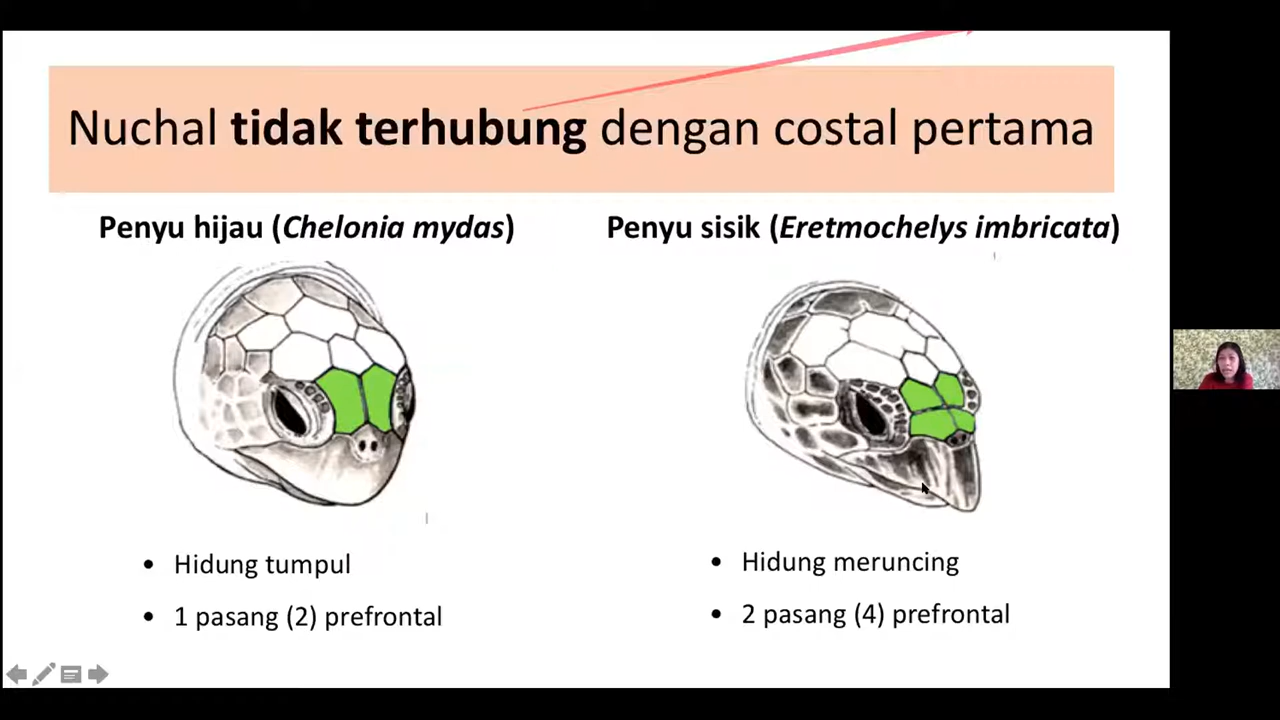 Nuchal tidak terhubung dengan costal pertama
Penyu hijau (Chelonia mydas)
Penyu sisik (Eretmochelys imbricata)
• Hidung tumpul
• 1 pasang (2) prefrontal
• Hidung meruncing
• 2 pasang (4) prefrontal